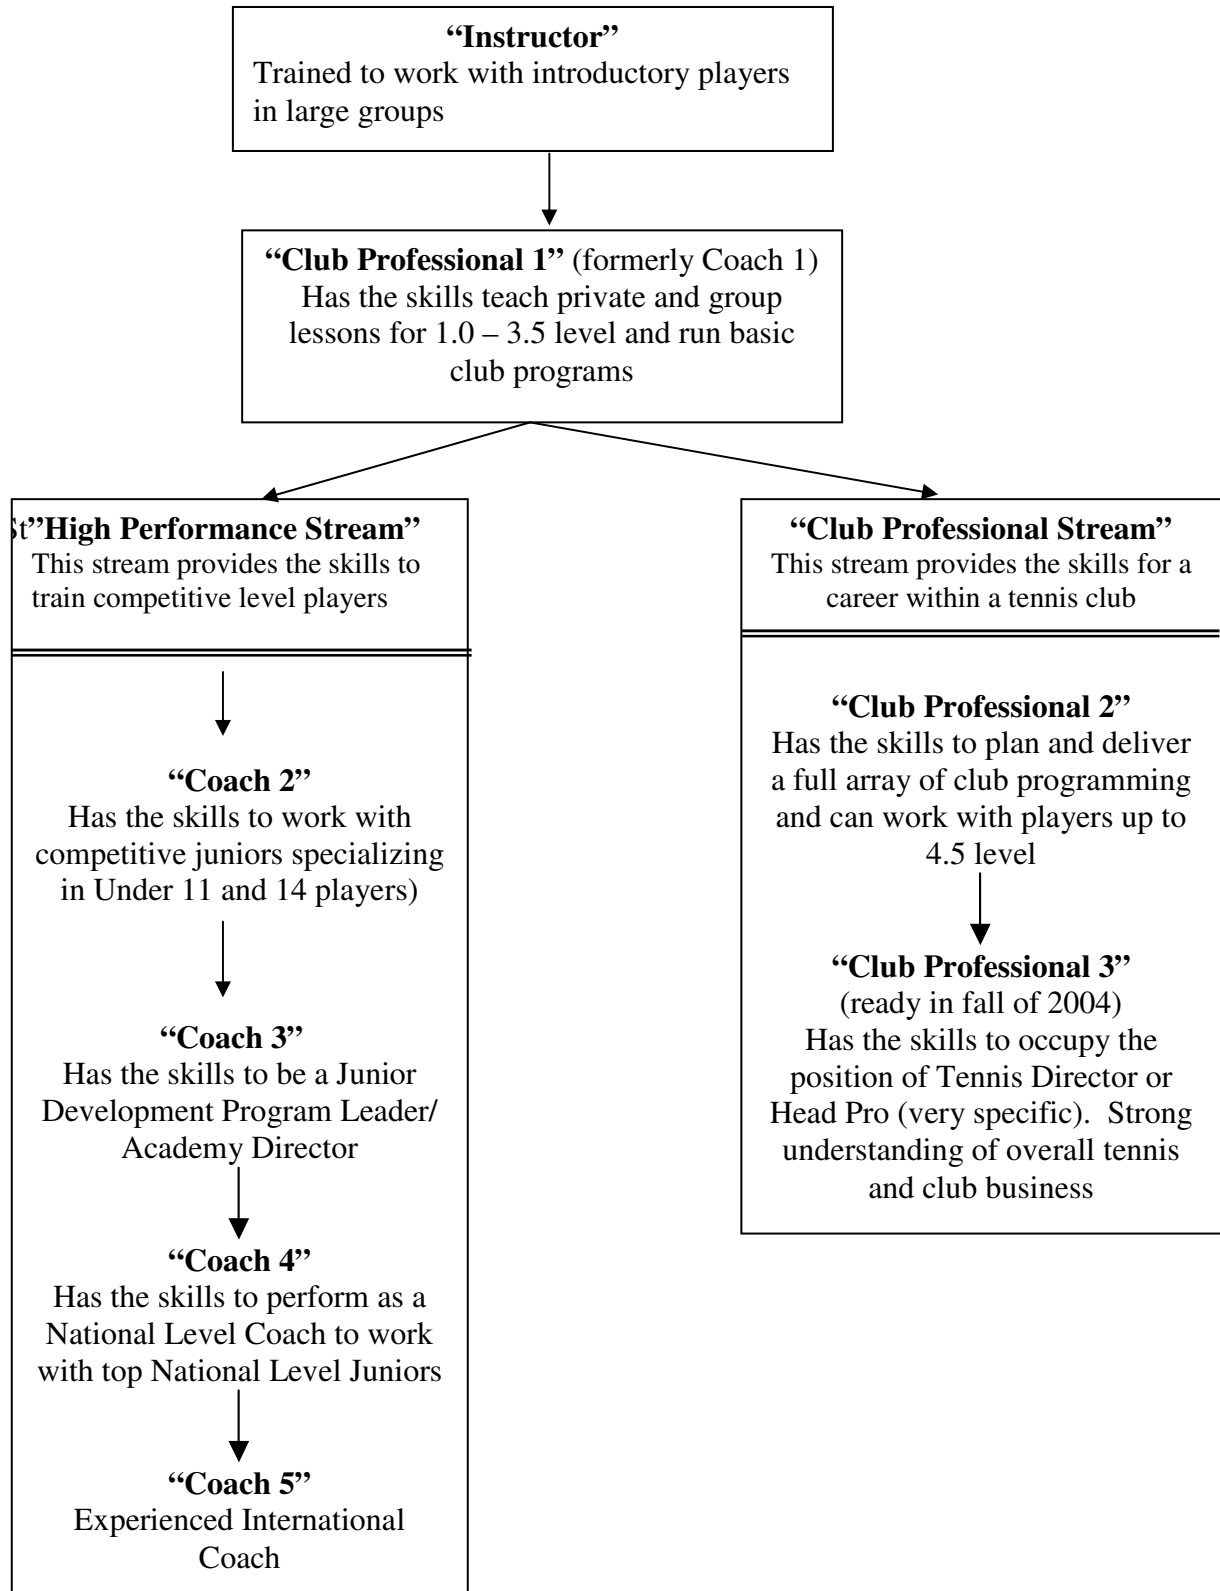 “Instructor”
Trained to work with introductory players
in large groups
“Club Professional 1” (formerly Coach 1)
Has the skills teach private and group
lessons for 1.0 – 3.5 level and run basic
club programs
St”High Performance Stream”
This stream provides the skills to
train competitive level players
“Coach 2”
Has the skills to work with
competitive juniors specializing
in Under 11 and 14 players)
“Coach 3”
Has the skills to be a Junior
Development Program Leader/
Academy Director
“Coach 4”
Has the skills to perform as a
National Level Coach to work
with top National Level Juniors
“Coach 5”
Experienced International
Coach
“Club Professional Stream”
This stream provides the skills for a
career within a tennis club
“Club Professional 2”
Has the skills to plan and deliver
a full array of club programming
and can work with players up to
4.5 level
“Club Professional 3”
(ready in fall of 2004)
Has the skills to occupy the
position of Tennis Director or
Head Pro (very specific).  Strong
understanding of overall tennis
and club business